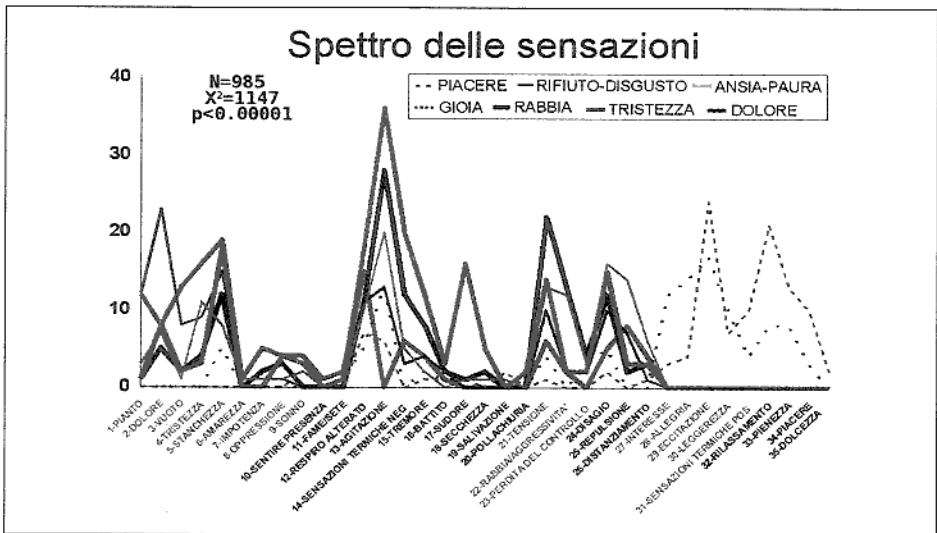 Spettro delle sensazioni
N=985
X²=1147
p<0.00001
PIACERE RIFIUTO-DISGUSTO ANSIA-PAURA
GIOIA RABBIA TRISTEZZA DOLORE
40
30
20
10
0
1-PIANTO
2-DOLORE
3-VUOTO
4-TRISTEZZA
5-STANCHEZZA
6-AMAREZZA
7-IMPOTENZA
8-OPPRESSIONE
9-SONNO
10-SENTIRE PRESENZA
11-FAME/SETE
12-RESPIRO ALTERATO
13-AGITAZIONE
14-SENSAZIONI TERMICHE NEG.
15-TREMORE
16-BATTITO
17-SUDORE
18-SECCHEZZA
19-SALIVAZIONE
20-POLLACHIURIA
21-TENSIONE
22-RABBIA/AGGRESSIVITA'
23-PERDITA DEL CONTROLLO
24-DISAGIO
25-REPULSIONE
26-DISTANZIAMENTO
27-INTERESSE
28-ALLEGRIA
29-ECCITAZIONE
30-LEGGEREZZA
31-SENSAZIONI TERMICHE POS.
32-RILASSAMENTO
33-PIENEZZA
34-PIACERE
35-DOLCEZZA